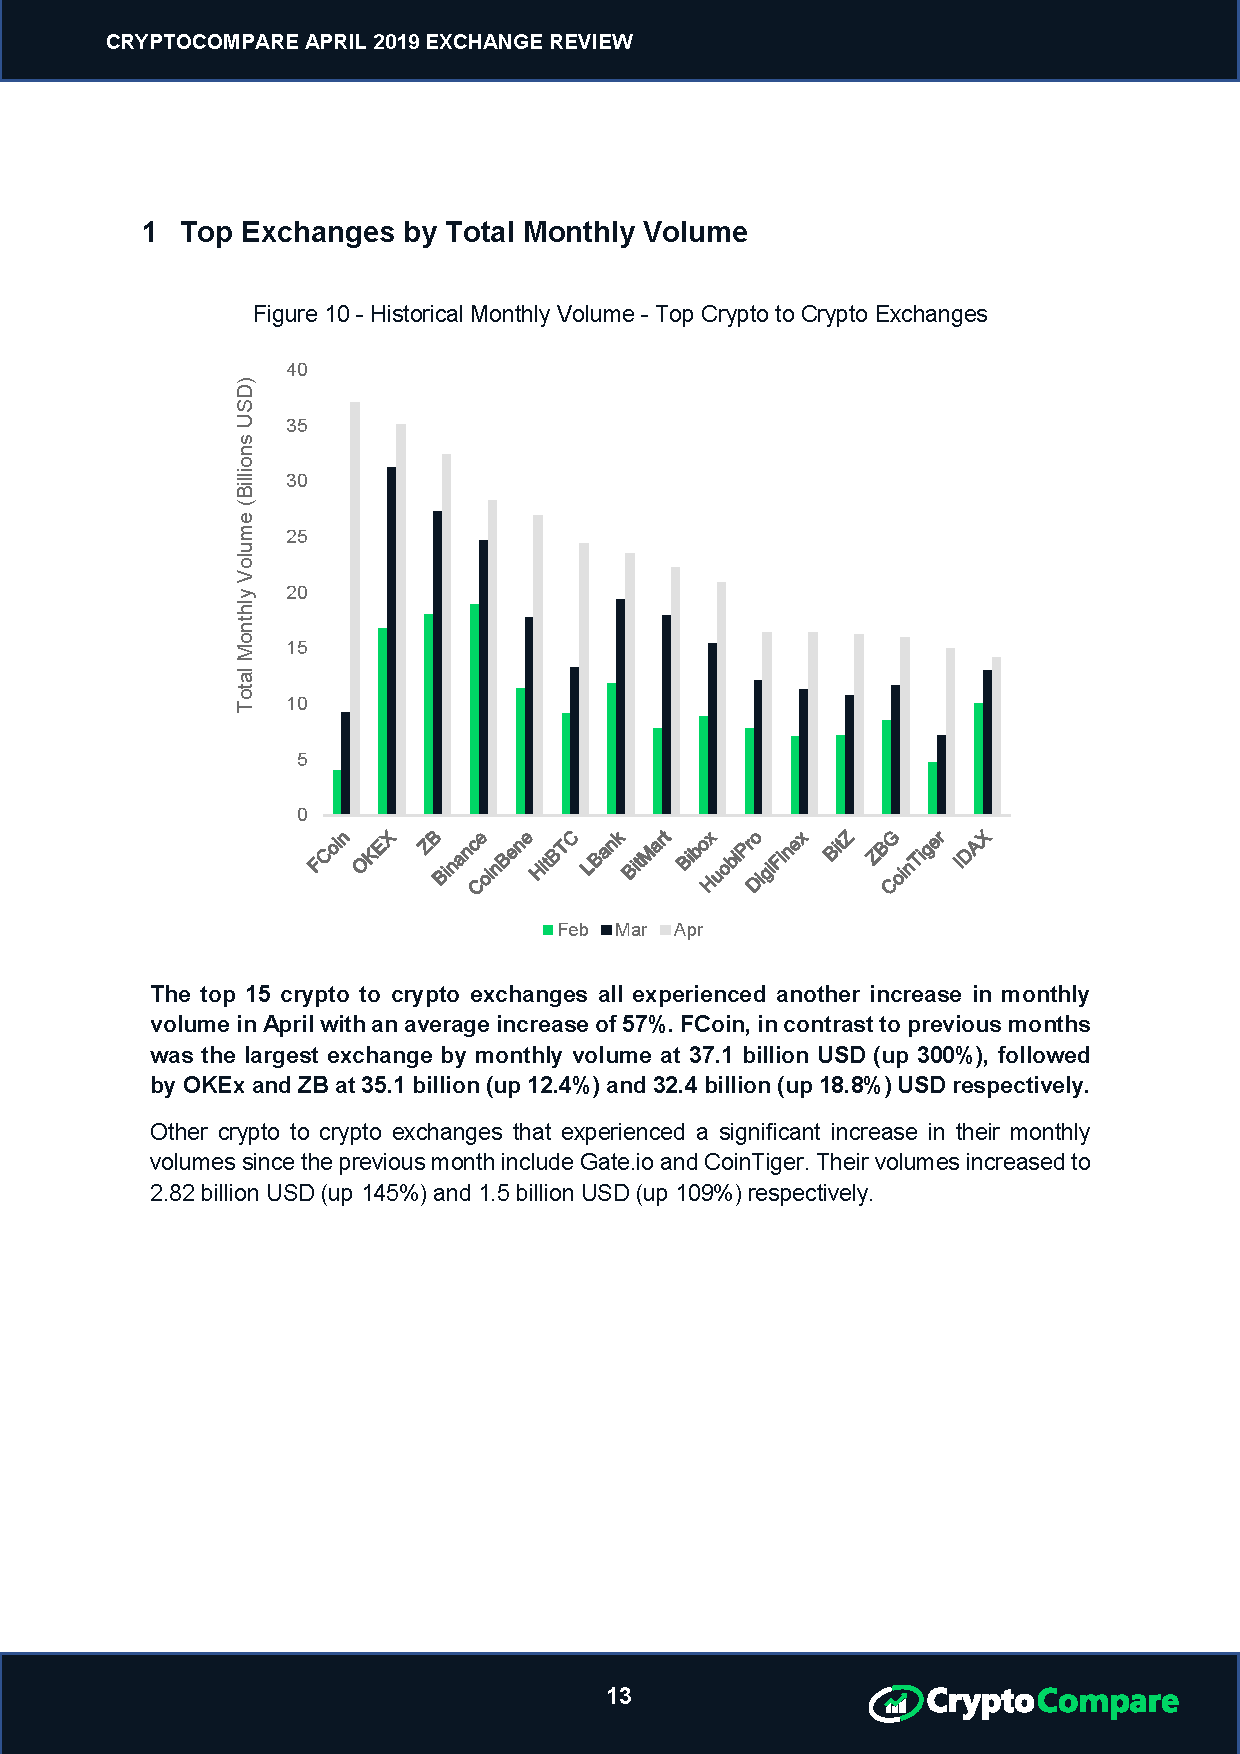 CRYPTOCOMPARE APRIL 2019 EXCHANGE REVIEW
1 Top Exchanges by Total Monthly Volume
Figure 10 - Historical Monthly Volume - Top Crypto to Crypto Exchanges
Total Monthly Volume (Billions USD)
40
35
30
25
20
15
10
5
0
FCoin
OKEX
ZB
Binance
CoinBene
HitBTC
LBank
BitMart
Bibox
HuobiPro
DigiFinex
BitZ
ZBG
CoinTiger
IDAX
Feb Mar Apr
The top 15 crypto to crypto exchanges all experienced another increase in monthly
volume in April with an average increase of 57%. FCoin, in contrast to previous months
was the largest exchange by monthly volume at 37.1 billion USD (up 300%), followed
by OKEx and ZB at 35.1 billion (up 12.4%) and 32.4 billion (up 18.8%) USD respectively.
Other crypto to crypto exchanges that experienced a significant increase in their monthly
volumes since the previous month include Gate.io and CoinTiger. Their volumes increased to
2.82 billion USD (up 145%) and 1.5 billion USD (up 109%) respectively.
13
CryptoCompare